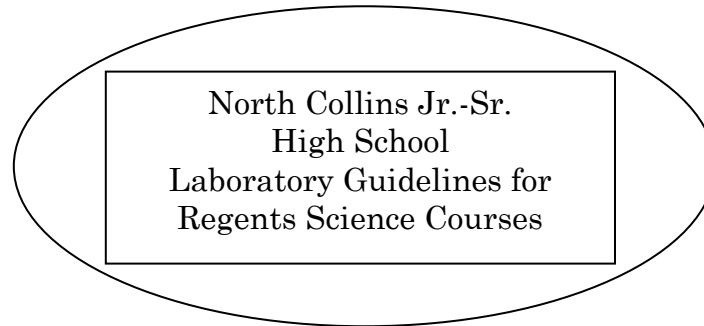 North Collins Jr.-Sr.
High School
Laboratory Guidelines for
Regents Science Courses